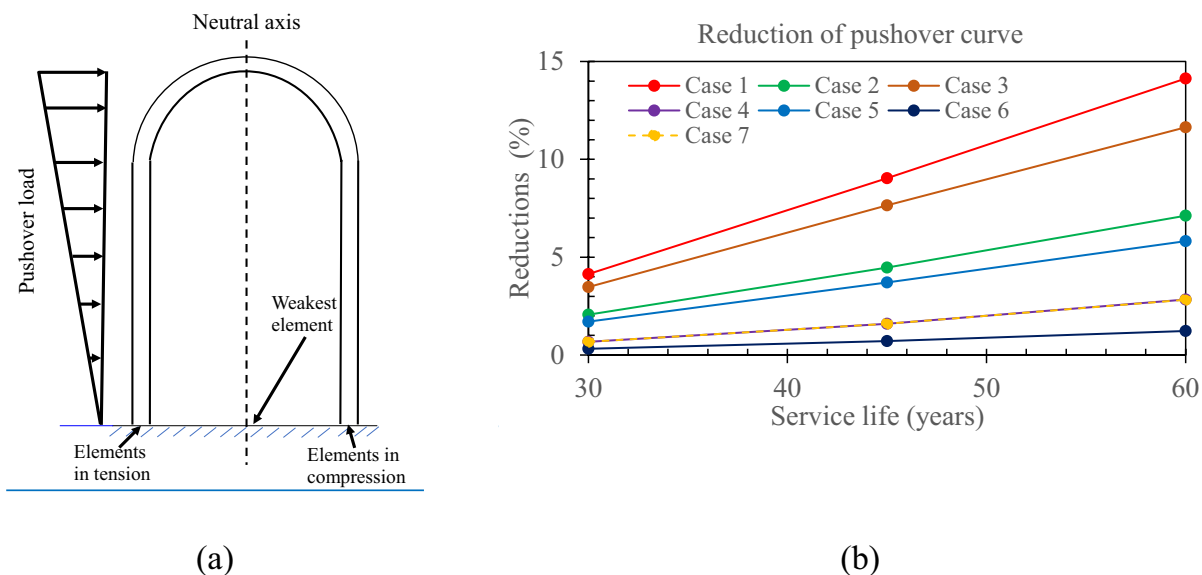 Neutral axis
Pushover load
Weakest
element
Elements
in tension
Elements in
compression
(a)
Reduction of pushover curve
Case 1 Case 2 Case 3
Case 4 Case 5 Case 6
Case 7
Reductions (%)
15
10
5
0
30 40 50 60
Service life (years)
(b)